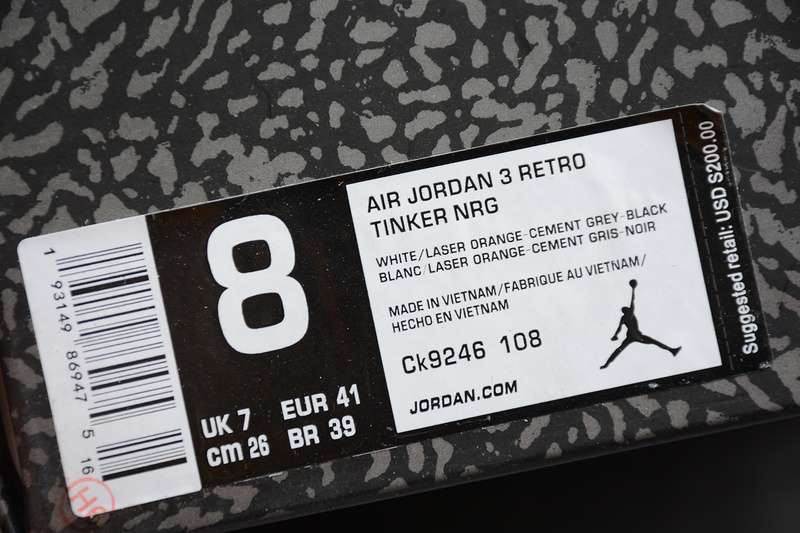 1 93149 86947 5 16
8
UK 7 EUR 41
cm 26 BR 39
AIR JORDAN 3 RETRO
TINKER NRG
WHITE/LASER ORANGE-CEMENT GREY-BLACK
BLANC/LASER ORANGE-CEMENT GRIS-NOIR
MADE IN VIETNAM/FABRIQUE AU VIETNAM/
HECHO EN VIETNAM
Ck9246 108
JORDAN.COM
Suggested retail: USD S200.00